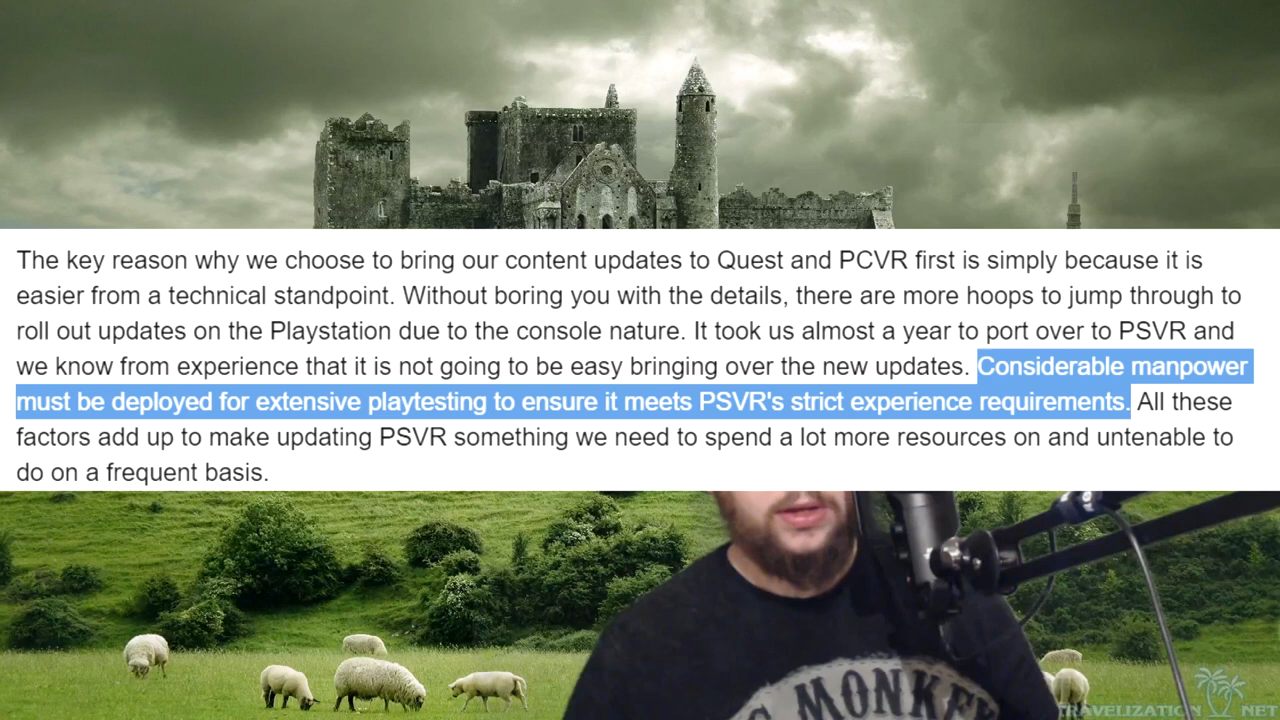 The key reason why we choose to bring our content updates to Quest and PCVR first is simply because it is
easier from a technical standpoint. Without boring you with the details, there are more hoops to jump through to
roll out updates on the Playstation due to the console nature. It took us almost a year to port over to PSVR and
we know from experience that it is not going to be easy bringing over the new updates. Considerable manpower
must be deployed for extensive playtesting to ensure it meets PSVR's strict experience requirements. All these
factors add up to make updating PSVR something we need to spend a lot more resources on and untenable to
do on a frequent basis.
MONKEY
TRAVELIZATION NET